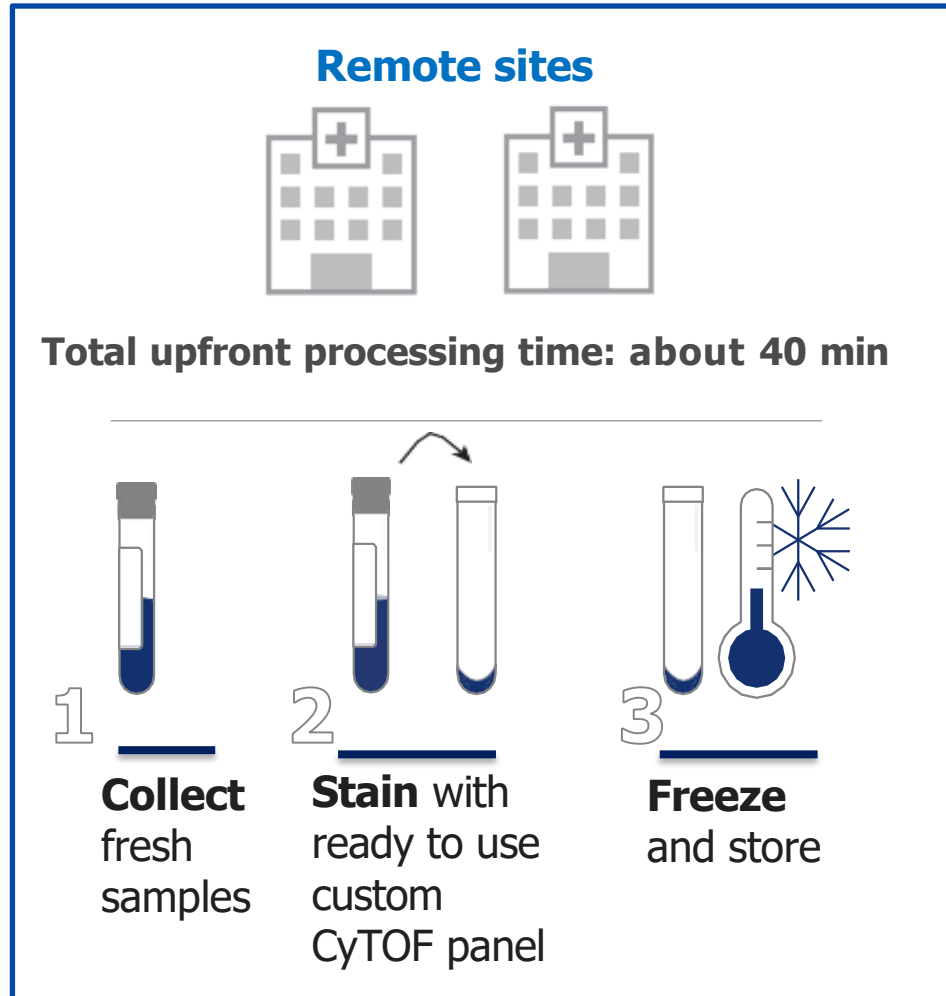 Remote sites
Total upfront processing time: about 40 min
1
2
3
Collect
fresh
samples
Stain with
ready to use
custom
CyTOF panel
Freeze
and store